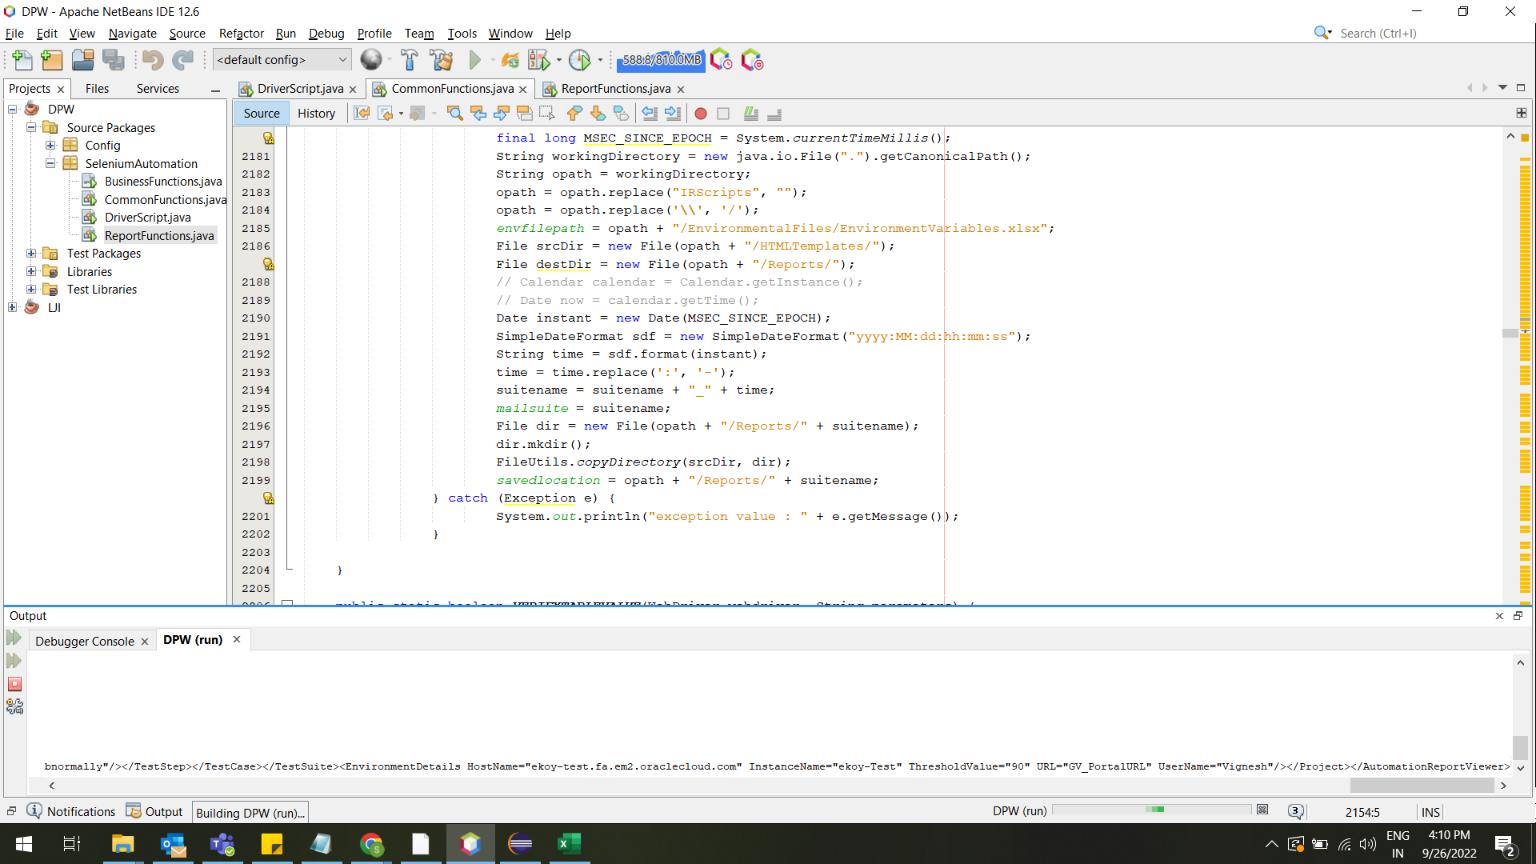 DPW - Apache NetBeans IDE 12.6
File Edit View Navigate Source Refactor Run Debug Profile Team Tools Window Help
Search (Ctrl+I)
<default config>
588.8/810.0MB
Projects Files Services
DriverScript.java CommonFunctions.java ReportFunctions.java
Source History
DPW
Source Packages
Config
SeleniumAutomation
BusinessFunctions.java
CommonFunctions.java
DriverScript.java
ReportFunctions.java
Test Packages
Libraries
Test Libraries
IJI
final long MSEC_SINCE_EPOCH = System.currentTimeMillis();
2181 String workingDirectory = new java.io.File(".").getCanonicalPath();
2182 String opath = workingDirectory;
2183 opath = opath.replace("IRScripts", "");
2184 opath = opath.replace('\\', '/');
2185 envfilepath = opath + "/EnvironmentalFiles/EnvironmentVariables.xlsx";
2186 File srcDir = new File(opath + "/HTMLTemplates/");
File destDir = new File(opath + "/Reports/");
2188 // Calendar calendar = Calendar.getInstance();
2189 // Date now = calendar.getTime();
2190 Date instant = new Date(MSEC_SINCE_EPOCH);
2191 SimpleDateFormat sdf = new SimpleDateFormat("yyyy:MM:dd:hh:mm:ss");
2192 String time = sdf.format(instant);
2193 time = time.replace(':', '-');
2194 suitename = suitename + "_" + time;
2195 mailsuite = suitename;
2196 File dir = new File(opath + "/Reports/" + suitename);
2197 dir.mkdir();
2198 FileUtils.copyDirectory(srcDir, dir);
2199 savedlocation = opath + "/Reports/" + suitename;
} catch (Exception e) {
2201 System.out.println("exception value : " + e.getMessage());
2202 }
2203
2204 }
2205
Output
Debugger Console DPW (run)
bnormally"/></TestStep></TestCase></TestSuite><EnvironmentDetails HostName="ekoy-test.fa.em2.oraclecloud.com" InstanceName="ekoy-Test" ThresholdValue="90" URL="GV_PortalURL" UserName="Vignesh"/></Project></AutomationReportViewer>
Notifications Output Building DPW (run)... DPW (run) 3 2154:5 INS
ENG
IN
4:10 PM
9/26/2022
2